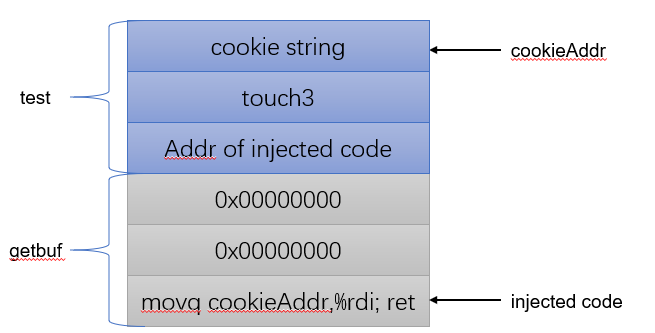 cookie string
cookieAddr
test
touch3
Addr of injected code
0x00000000
getbuf
0x00000000
movq cookieAddr,%rdi; ret
injected code